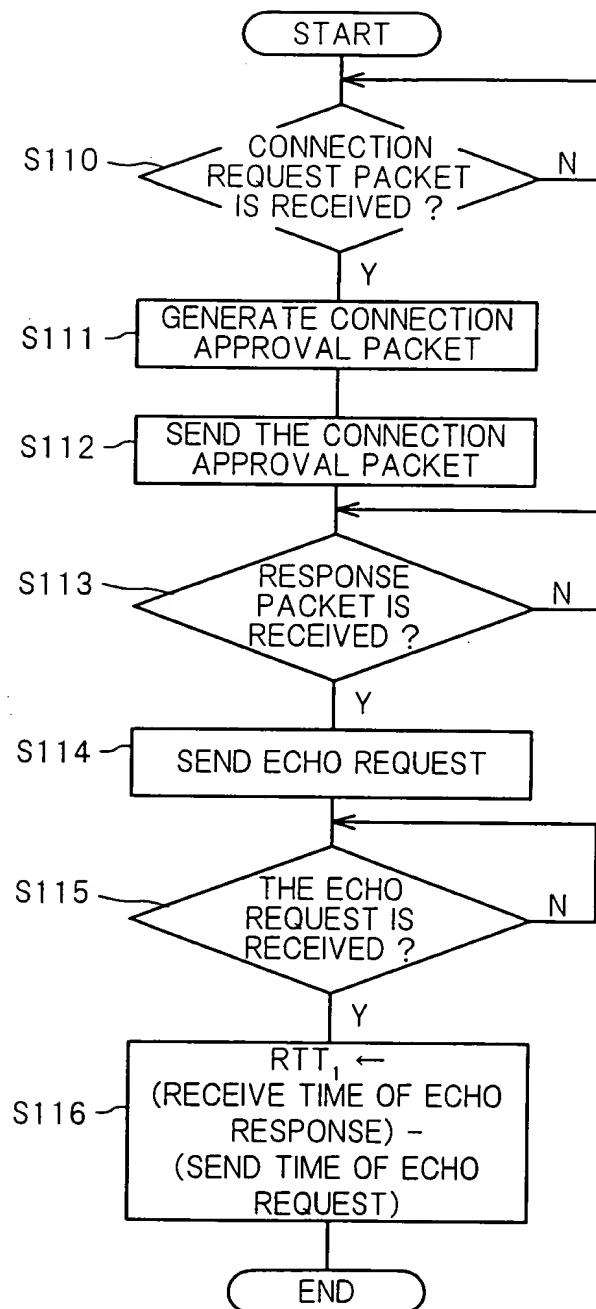 START
S110
CONNECTION
REQUEST PACKET
IS RECEIVED ?
N
Y
S111
GENERATE CONNECTION
APPROVAL PACKET
S112
SEND THE CONNECTION
APPROVAL PACKET
S113
RESPONSE
PACKET IS
RECEIVED ?
N
Y
S114
SEND ECHO REQUEST
S115
THE ECHO
REQUEST IS
RECEIVED ?
N
Y
S116
RTT₁ ←
(RECEIVE TIME OF ECHO
RESPONSE) –
(SEND TIME OF ECHO
REQUEST)
END